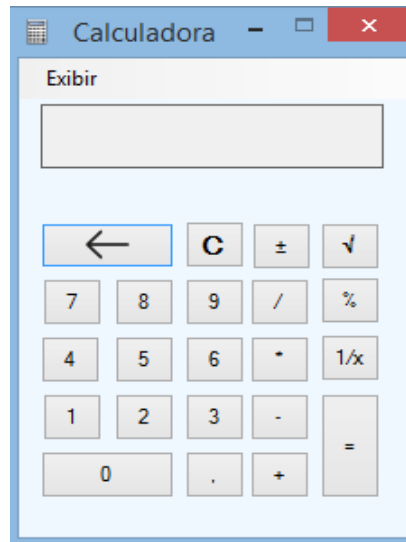 Calculadora
Exibir
← C ± √
7 8 9 / %
4 5 6 * 1/x
1 2 3 - =
0 , +